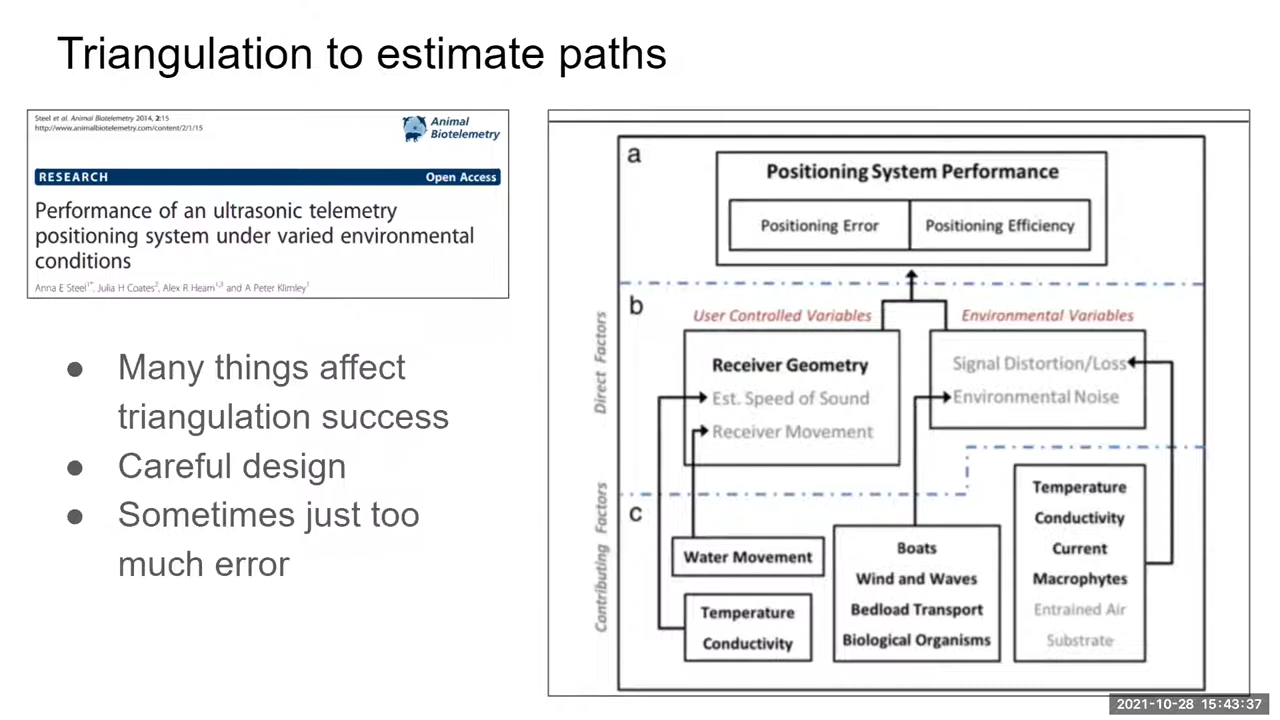 Triangulation to estimate paths
Steel et al. Animal Biotelemetry 2014, 2:15
http://www.animalbiotelemetry.com/content/2/1/15
Animal
Biotelemetry
RESEARCH
Open Access
Performance of an ultrasonic telemetry
positioning system under varied environmental
conditions
Anna E Steel1*, Julia H Coates2, Alex R Hearn1,3 and A Peter Klimley1
● Many things affect
triangulation success
● Careful design
● Sometimes just too
much error
a
Positioning System Performance
Positioning Error
Positioning Efficiency
Direct Factors
b
User Controlled Variables
Environmental Variables
Receiver Geometry
Est. Speed of Sound
Receiver Movement
Signal Distortion/Loss
Environmental Noise
Contributing Factors
c
Water Movement
Temperature
Conductivity
Boats
Wind and Waves
Bedload Transport
Biological Organisms
Temperature
Conductivity
Current
Macrophytes
Entrained Air
Substrate
2021-10-28 15:43:37